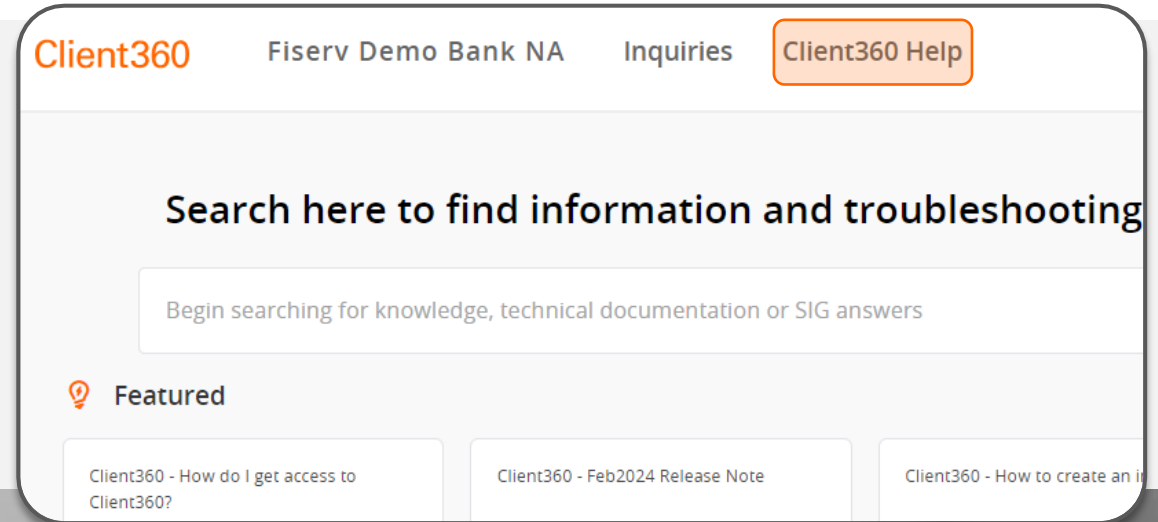 Client360 Fiserv Demo Bank NA Inquiries Client360 Help
Search here to find information and troubleshooting
Begin searching for knowledge, technical documentation or SIG answers
Featured
Client360 - How do I get access to
Client360?
Client360 - Feb2024 Release Note
Client360 - How to create an